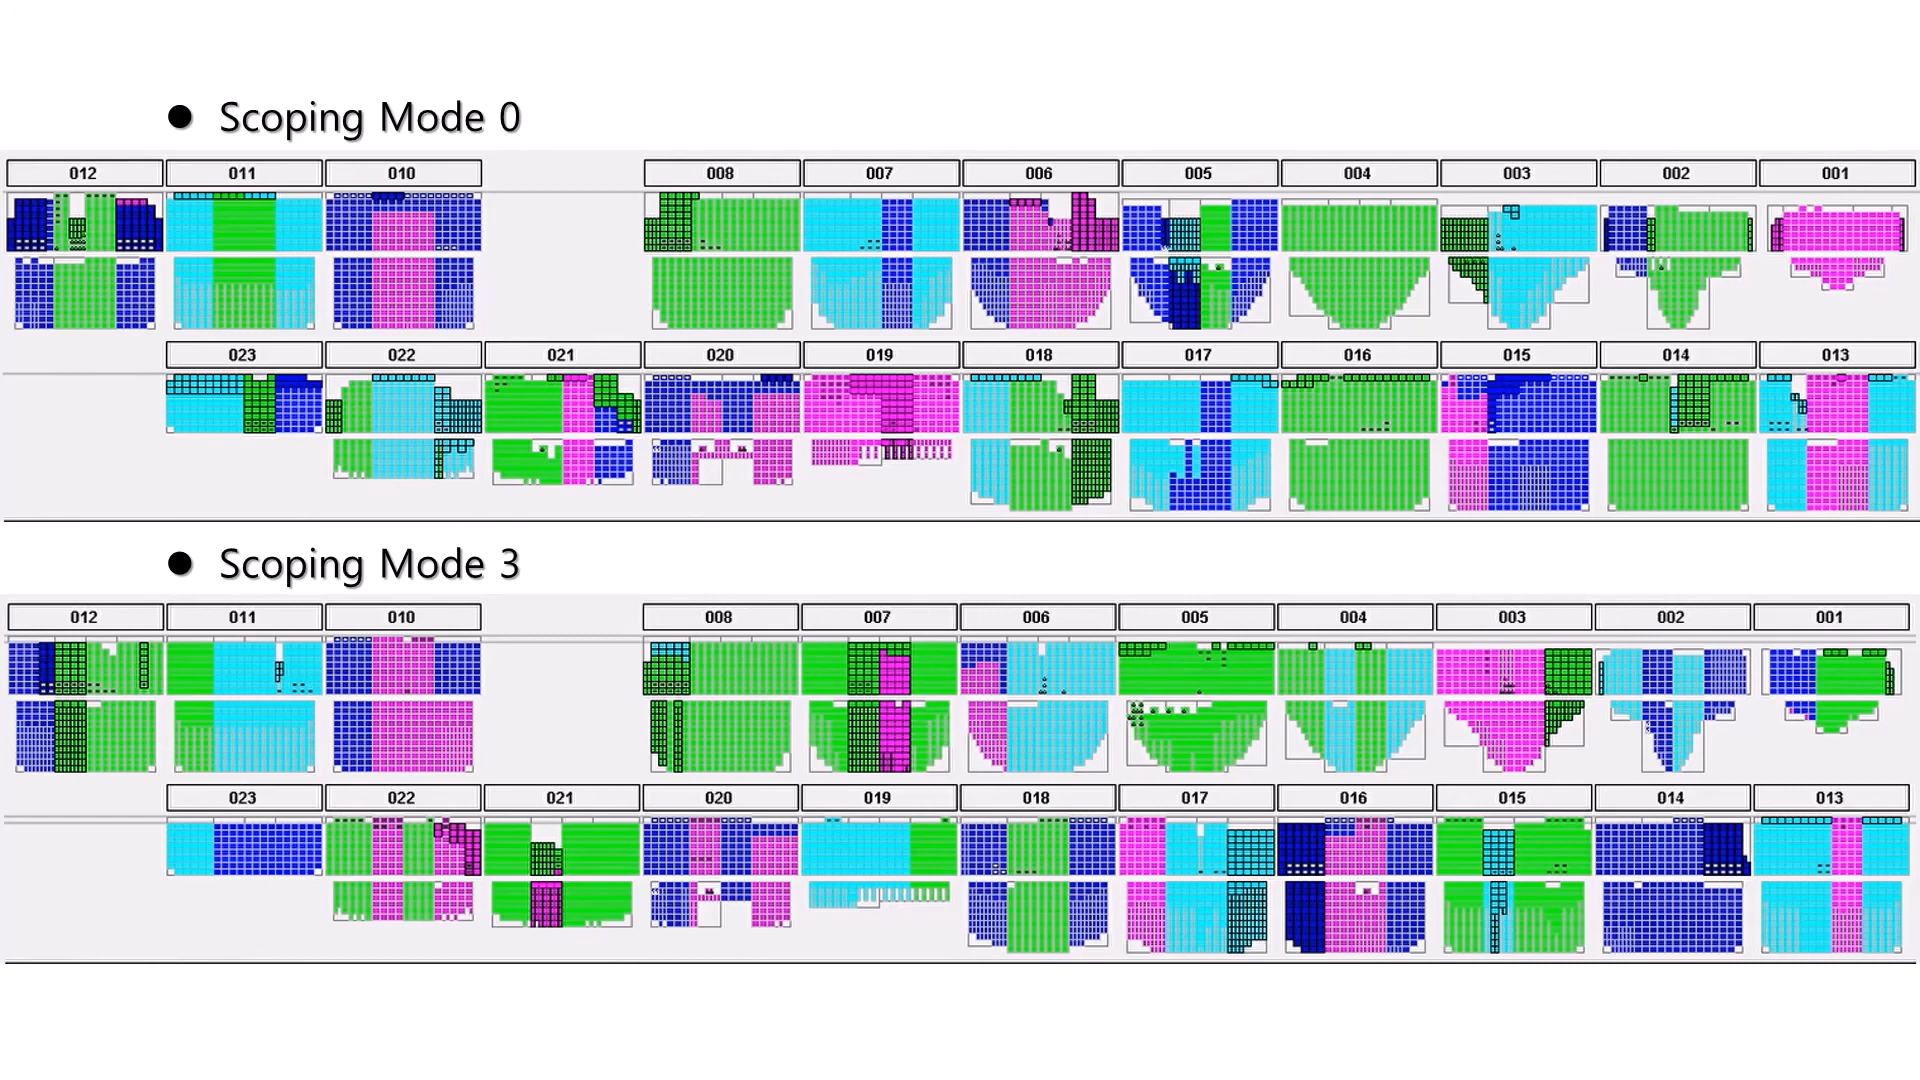 ● Scoping Mode 0
012 011 010 008 007 006 005 004 003 002 001
023 022 021 020 019 018 017 016 015 014 013
● Scoping Mode 3
012 011 010 008 007 006 005 004 003 002 001
023 022 021 020 019 018 017 016 015 014 013